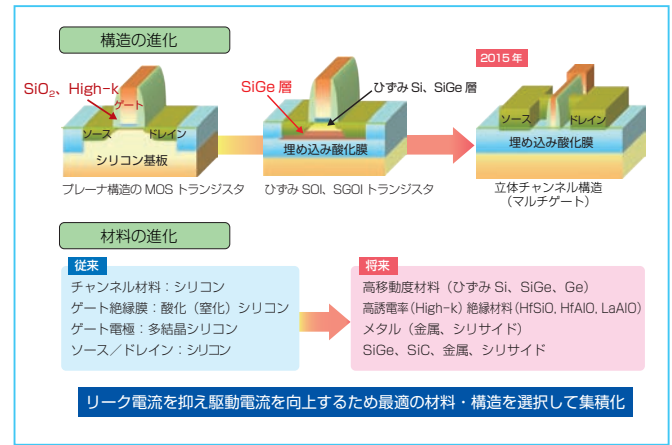 構造の進化
SiO₂、High-k
ゲート
ソース
ドレイン
シリコン基板
プレーナ構造の MOS トランジスタ
SiGe 層
ひずみ Si、SiGe 層
埋め込み酸化膜
ひずみ SOI、SGOI トランジスタ
2015年
ソース
ドレイン
埋め込み酸化膜
立体チャンネル構造
（マルチゲート）
材料の進化
従来
チャンネル材料：シリコン
ゲート絶縁膜：酸化（窒化）シリコン
ゲート電極：多結晶シリコン
ソース／ドレイン：シリコン
将来
高移動度材料（ひずみ Si、SiGe、Ge）
高誘電率（High-k）絶縁材料（HfSiO, HfAlO, LaAlO）
メタル（金属、シリサイド）
SiGe、SiC、金属、シリサイド
リーク電流を抑え駆動電流を向上するため最適の材料・構造を選択して集積化